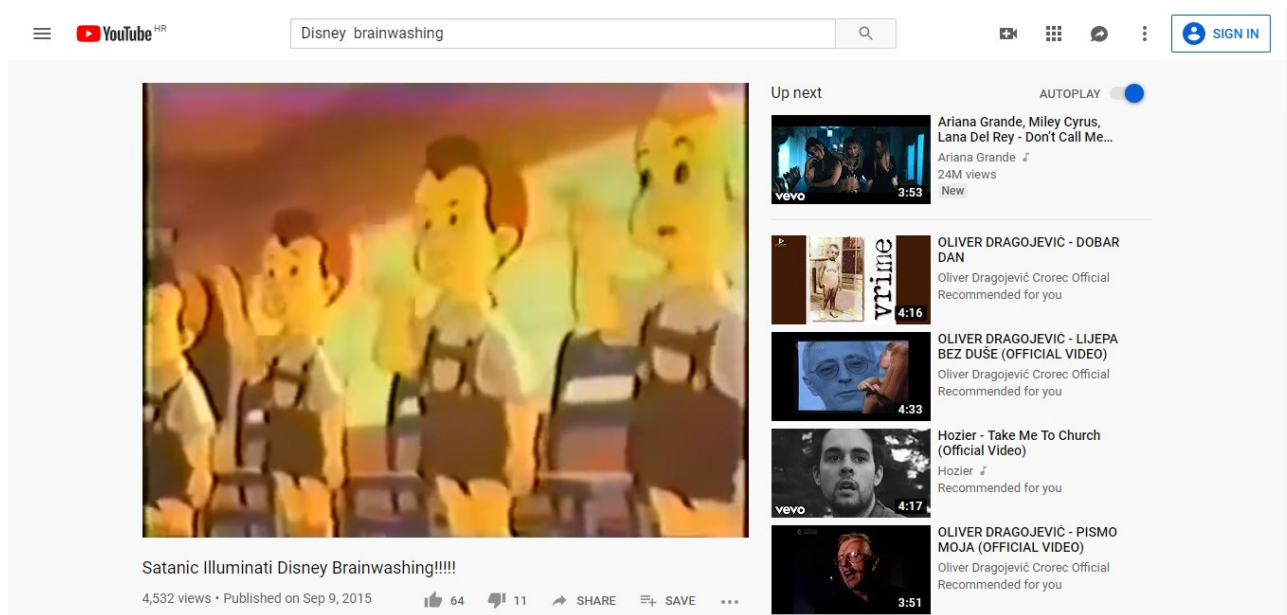 YouTube HR
Disney brainwashing
SIGN IN
Up next
AUTOPLAY
vevo
3:53
Ariana Grande, Miley Cyrus,
Lana Del Rey - Don't Call Me...
Ariana Grande
24M views
New
vrime
4:16
OLIVER DRAGOJEVIĆ - DOBAR
DAN
Oliver Dragojević Crorec Official
Recommended for you
4:33
OLIVER DRAGOJEVIĆ - LIJEPA
BEZ DUŠE (OFFICIAL VIDEO)
Oliver Dragojević Crorec Official
Recommended for you
vevo
4:17
Hozier - Take Me To Church
(Official Video)
Hozier
Recommended for you
3:51
OLIVER DRAGOJEVIĆ - PISMO
MOJA (OFFICIAL VIDEO)
Oliver Dragojević Crorec Official
Recommended for you
Satanic Illuminati Disney Brainwashing!!!!!
4,532 views • Published on Sep 9, 2015
64
11
SHARE
SAVE